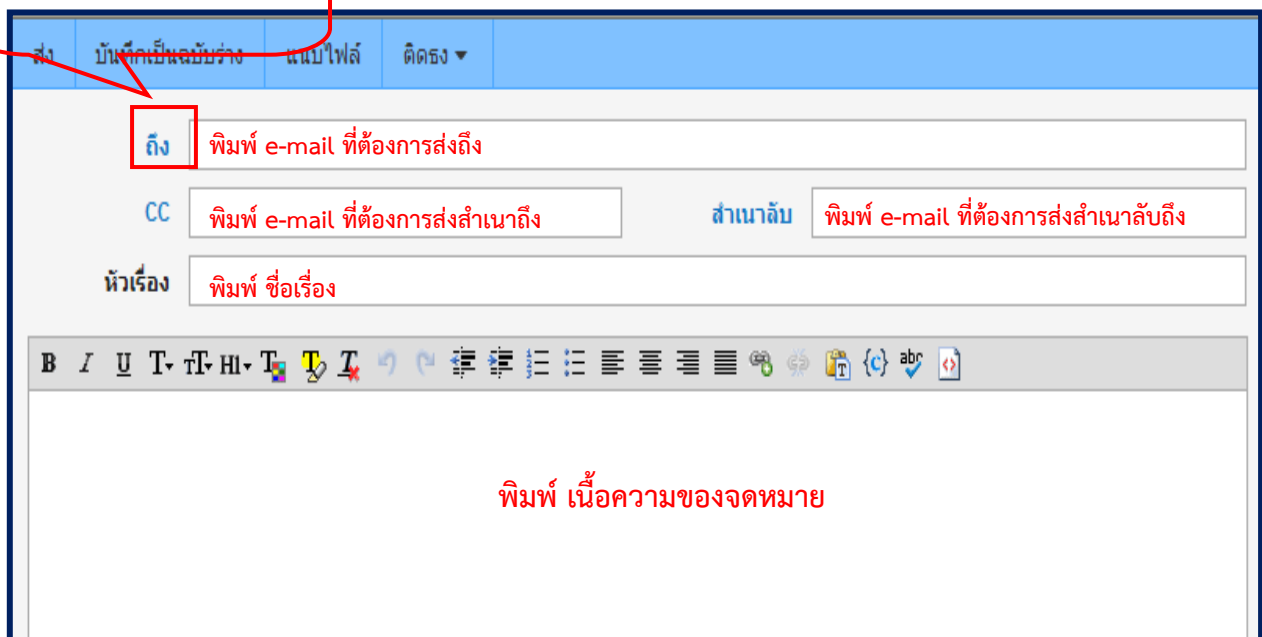 ส่ง บันทึกเป็นฉบับร่าง แนบไฟล์ ติดธง
ถึง พิมพ์ e-mail ที่ต้องการส่งถึง
CC พิมพ์ e-mail ที่ต้องการส่งสำเนาถึง สำเนาลับ พิมพ์ e-mail ที่ต้องการส่งสำเนาลับถึง
หัวเรื่อง พิมพ์ ชื่อเรื่อง
B I U T T H1 T T T {c} abc
พิมพ์ เนื้อความของจดหมาย